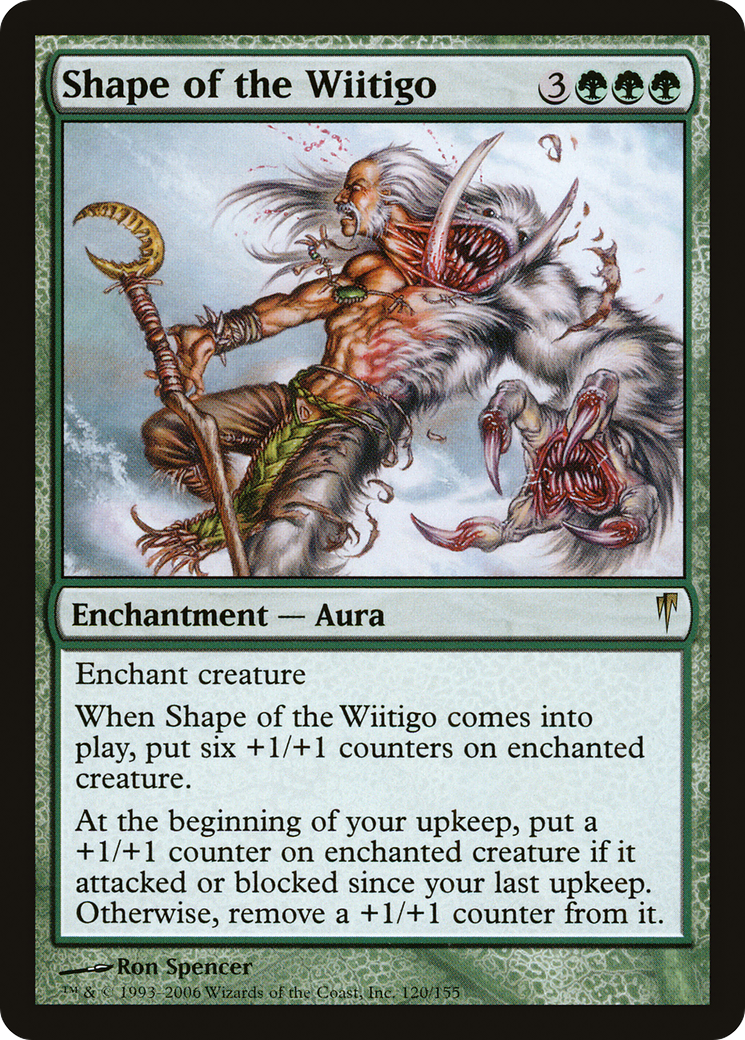 Shape of the Wiitigo 3
Enchantment — Aura
Enchant creature
When Shape of the Wiitigo comes into
play, put six +1/+1 counters on enchanted
creature.
At the beginning of your upkeep, put a
+1/+1 counter on enchanted creature if it
attacked or blocked since your last upkeep.
Otherwise, remove a +1/+1 counter from it.
Ron Spencer
™ & © 1993–2006 Wizards of the Coast, Inc. 120/155